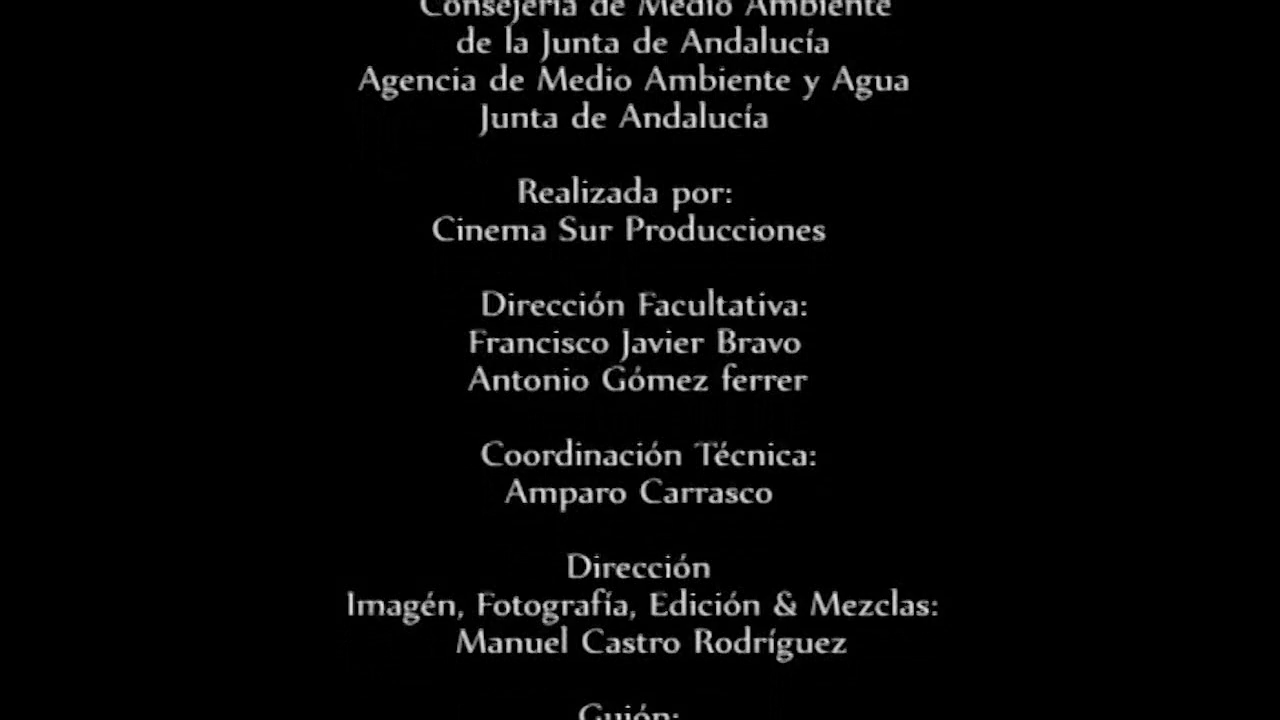 Consejería de Medio Ambiente
de la Junta de Andalucía
Agencia de Medio Ambiente y Agua
Junta de Andalucía
Realizada por:
Cinema Sur Producciones
Dirección Facultativa:
Francisco Javier Bravo
Antonio Gómez ferrer
Coordinación Técnica:
Amparo Carrasco
Dirección
Imagén, Fotografía, Edición & Mezclas:
Manuel Castro Rodríguez
Guión: